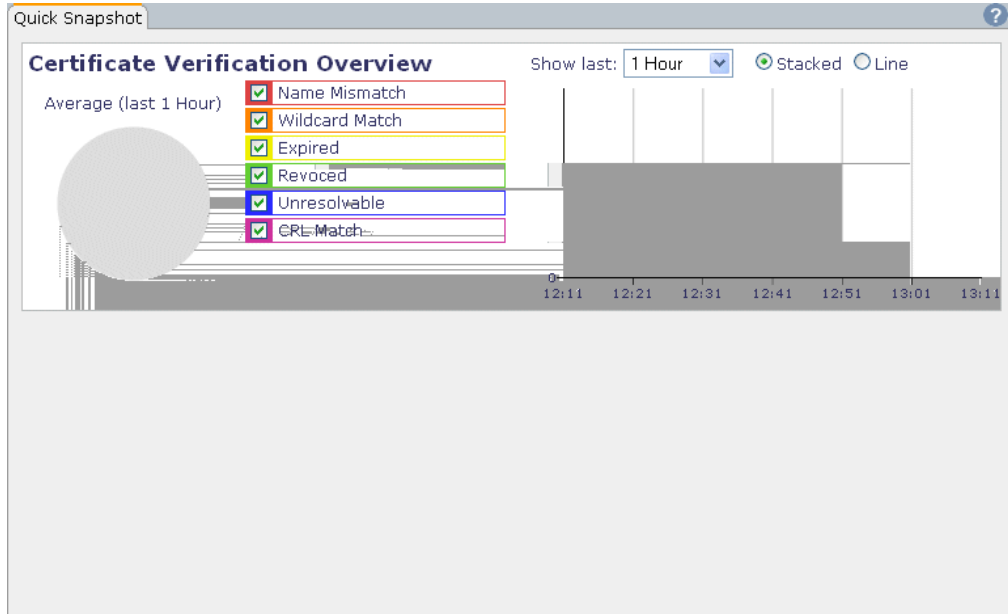 Quick Snapshot
?
Certificate Verification Overview
Show last: 1 Hour Stacked Line
Average (last 1 Hour)
Name Mismatch
Wildcard Match
Expired
Revoced
Unresolvable
CRL Match
0
12:11 12:21 12:31 12:41 12:51 13:01 13:11